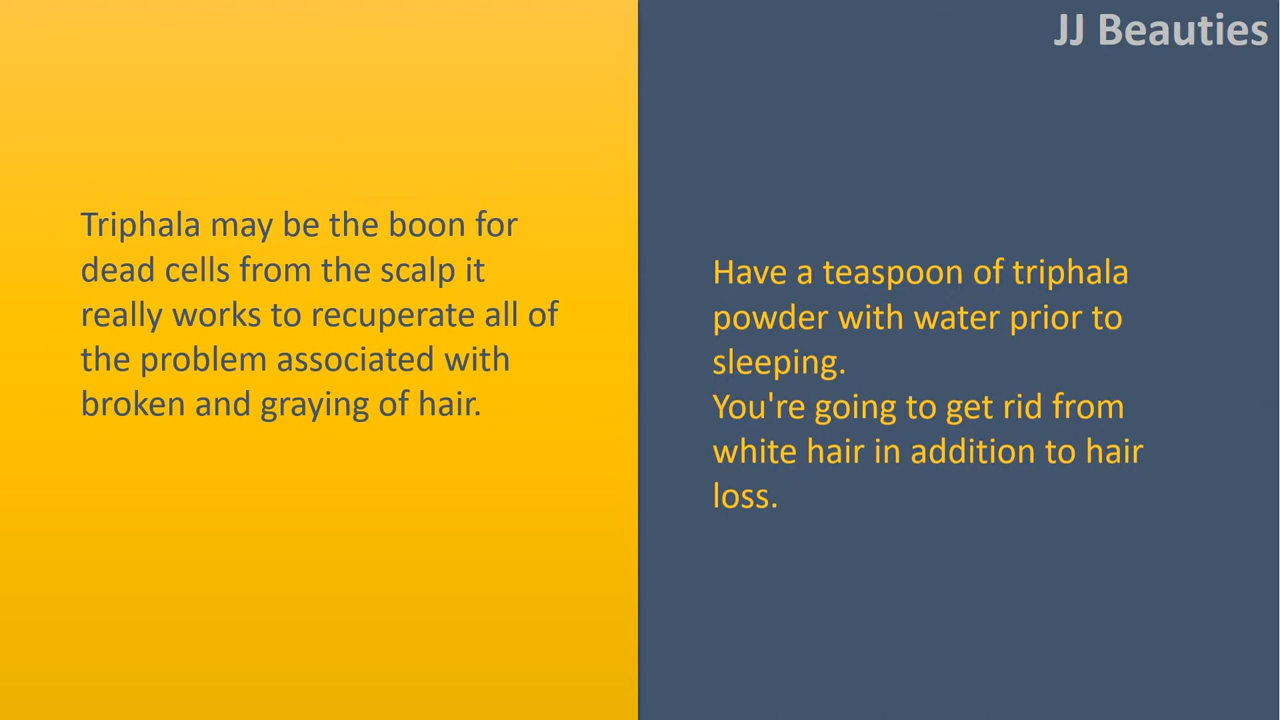 JJ Beauties
Triphala may be the boon for
dead cells from the scalp it
really works to recuperate all of
the problem associated with
broken and graying of hair.
Have a teaspoon of triphala
powder with water prior to
sleeping.
You're going to get rid from
white hair in addition to hair
loss.